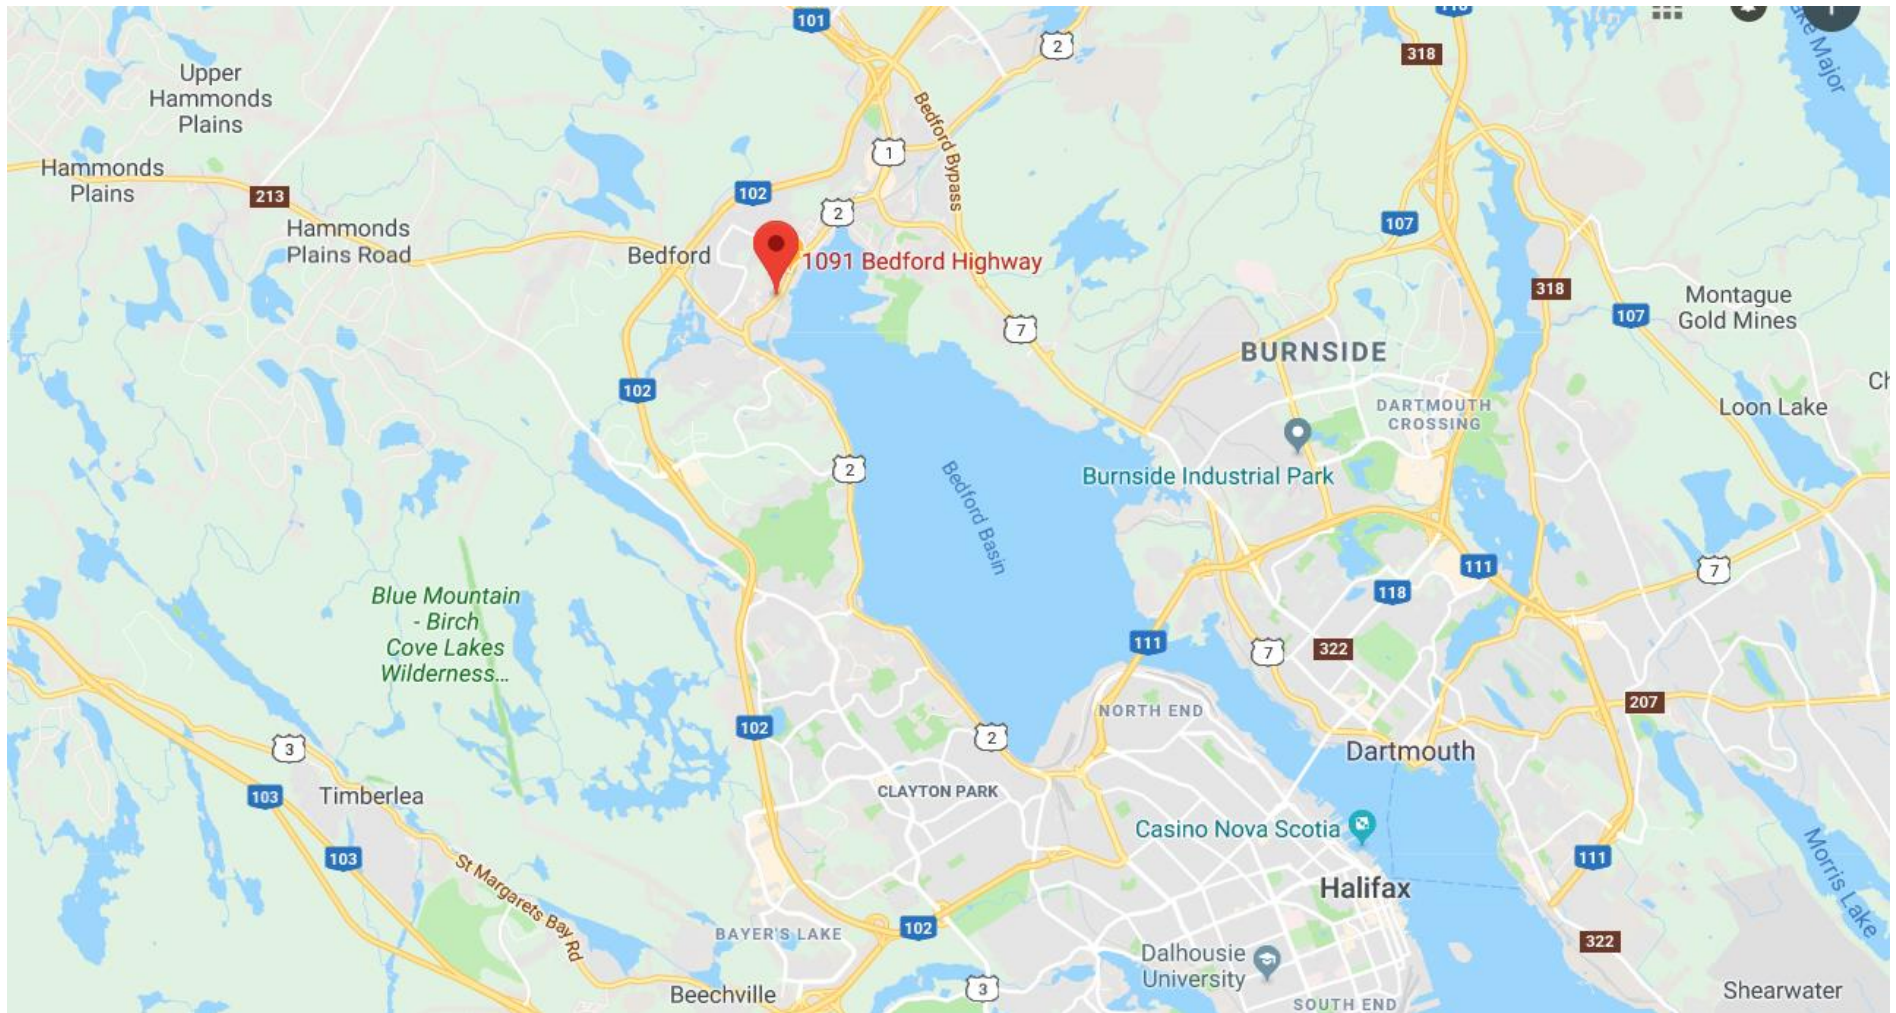 101
118
2
318
Lake Major
Upper
Hammonds
Plains
Bedford Bypass
1
Hammonds
Plains
213
102
2
107
Hammonds
Plains Road
Bedford
1091 Bedford Highway
318
107
Montague
Gold Mines
7
BURNSIDE
102
DARTMOUTH
CROSSING
Loon Lake
2
Burnside Industrial Park
Bedford Basin
111
7
118
Blue Mountain
- Birch
Cove Lakes
Wilderness...
111
7
322
207
NORTH END
102
2
3
Dartmouth
103
Timberlea
CLAYTON PARK
Casino Nova Scotia
103
111
St Margarets Bay Rd
Halifax
Morris Lake
102
BAYER'S LAKE
322
Dalhousie
University
Beechville
3
SOUTH END
Shearwater